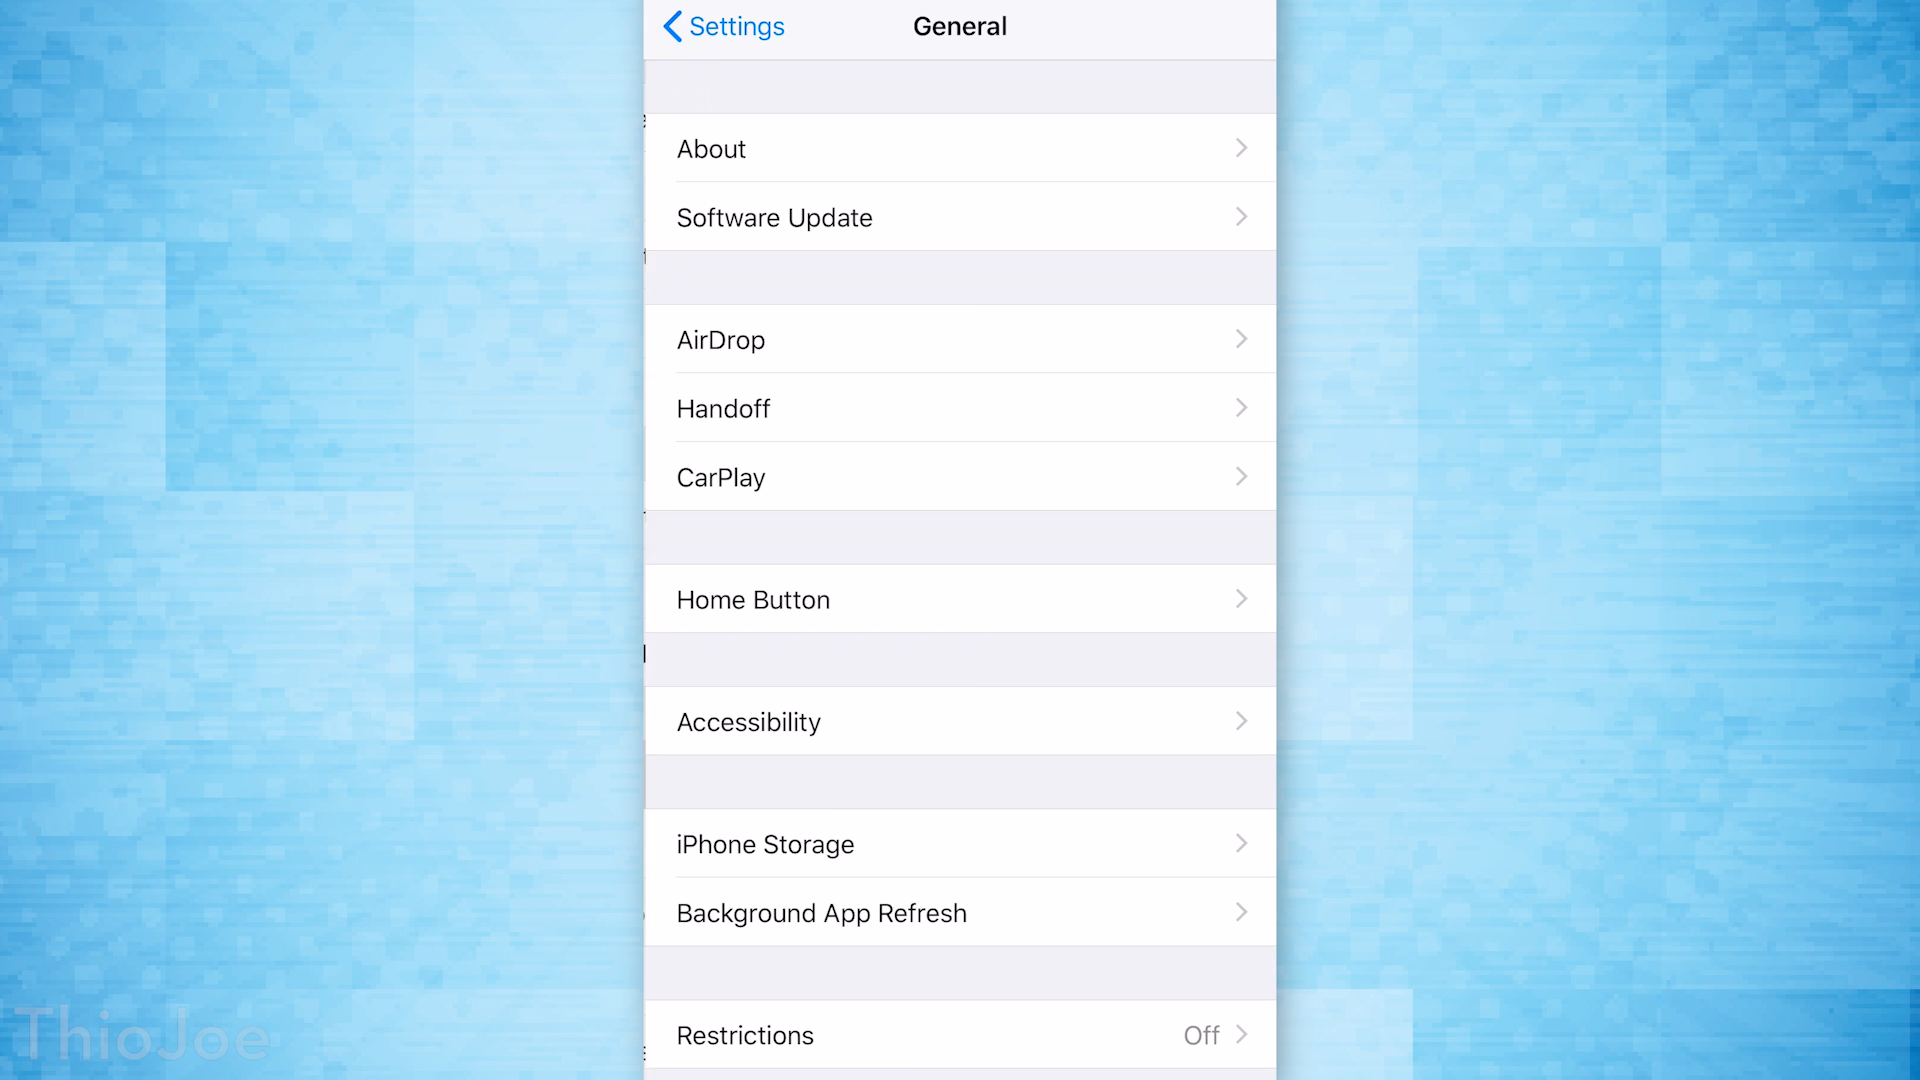 Settings
General
About
Software Update
AirDrop
Handoff
CarPlay
Home Button
Accessibility
iPhone Storage
Background App Refresh
Restrictions Off
ThioJoe